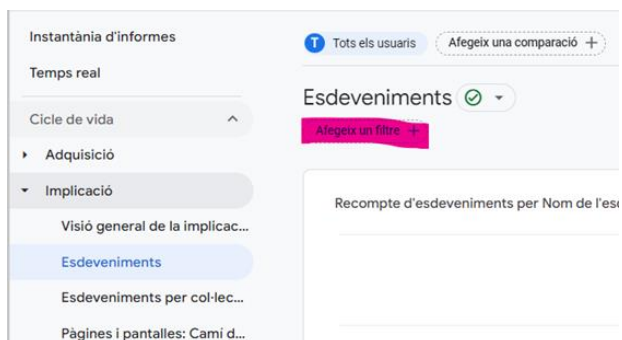 Instantània d'informes
Temps real
Cicle de vida
Adquisició
Implicació
Visió general de la implicac...
Esdeveniments
Esdeveniments per col·lec...
Pàgines i pantalles: Camí d...
T Tots els usuaris
Afegeix una comparació +
Esdeveniments
Afegeix un filtre +
Recompte d'esdeveniments per Nom de l'esd